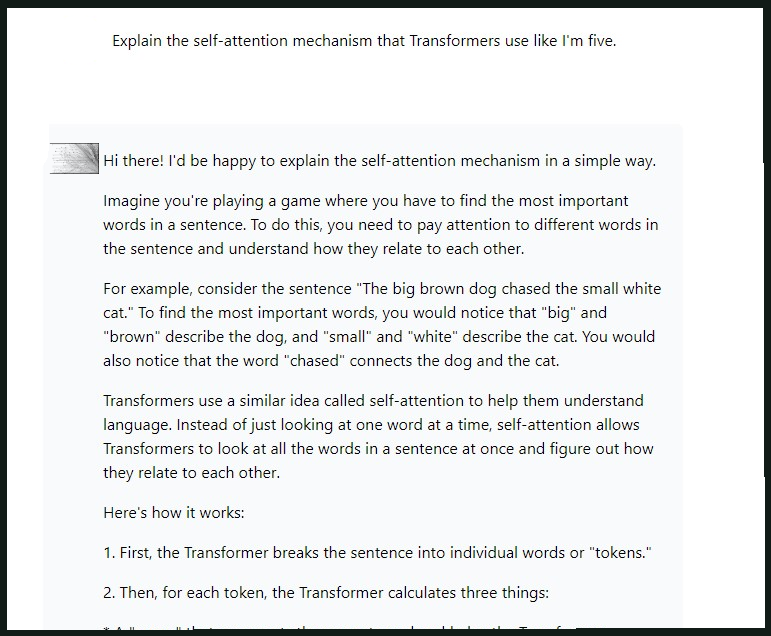 Explain the self-attention mechanism that Transformers use like I'm five.
Hi there! I'd be happy to explain the self-attention mechanism in a simple way.
Imagine you're playing a game where you have to find the most important
words in a sentence. To do this, you need to pay attention to different words in
the sentence and understand how they relate to each other.
For example, consider the sentence "The big brown dog chased the small white
cat." To find the most important words, you would notice that "big" and
"brown" describe the dog, and "small" and "white" describe the cat. You would
also notice that the word "chased" connects the dog and the cat.
Transformers use a similar idea called self-attention to help them understand
language. Instead of just looking at one word at a time, self-attention allows
Transformers to look at all the words in a sentence at once and figure out how
they relate to each other.
Here's how it works:
1. First, the Transformer breaks the sentence into individual words or "tokens."
2. Then, for each token, the Transformer calculates three things: